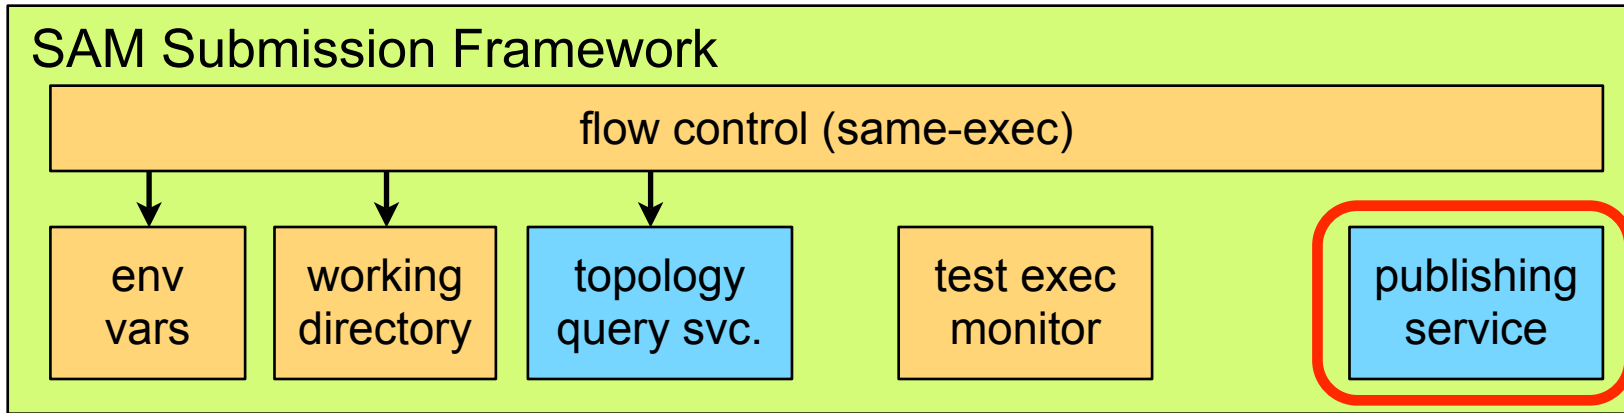 SAM Submission Framework
flow control (same-exec)
env
vars
working
directory
topology
query svc.
test exec
monitor
publishing
service